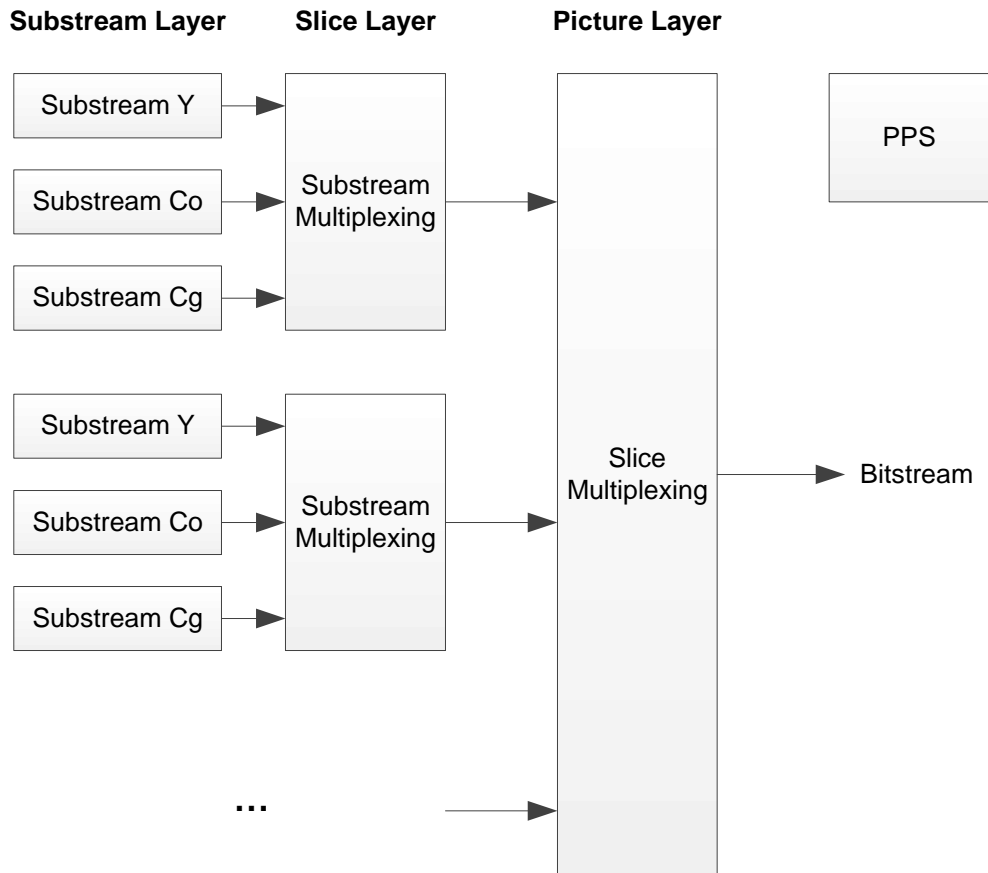 Substream Layer
Slice Layer
Picture Layer
Substream Y
Substream Co
Substream Cg
Substream
Multiplexing
PPS
Substream Y
Substream Co
Substream Cg
Substream
Multiplexing
Slice
Multiplexing
Bitstream
...